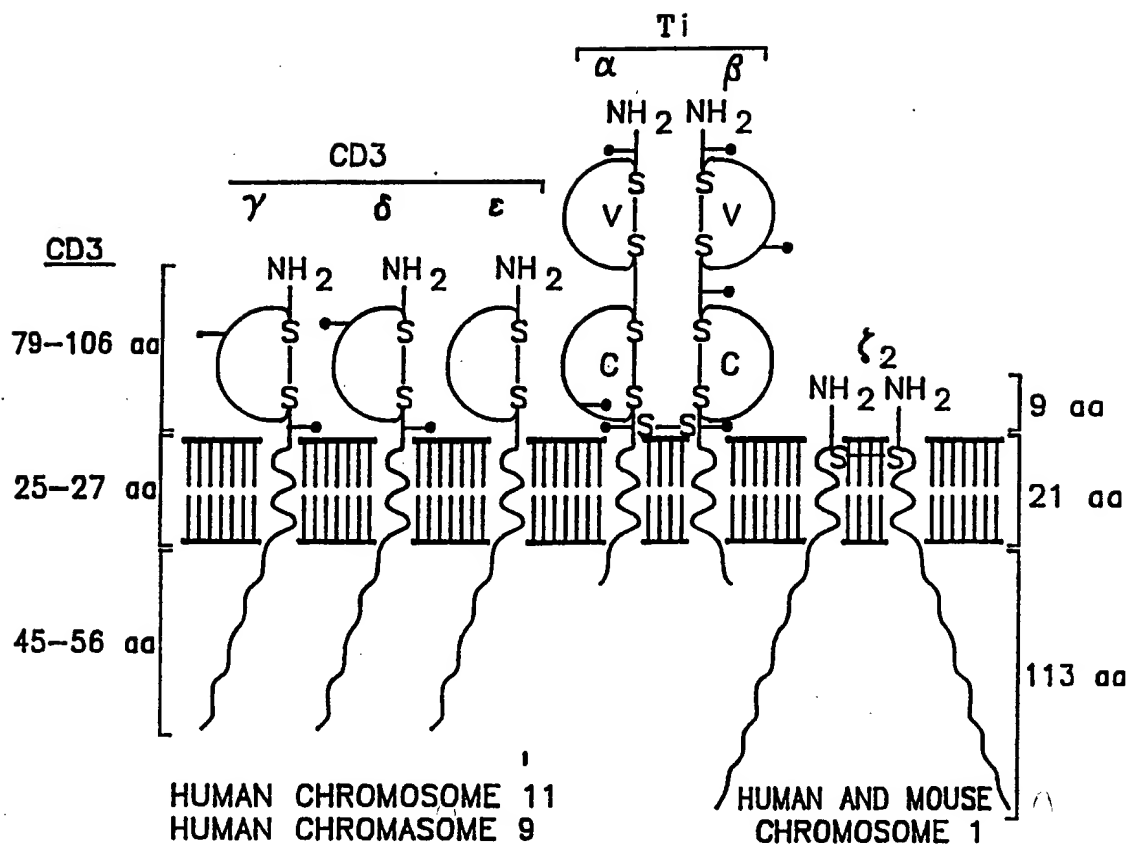 Ti
α β
NH2 NH2
CD3
γ δ ε
S S
V V
CD3
S S
NH2 NH2 NH2
79-106 aa
S S S S S
ζ2
C C
NH2 NH2
S S S S S
9 aa
S-S
S S
25-27 aa
21 aa
45-56 aa
113 aa
HUMAN CHROMOSOME 11
HUMAN CHROMASOME 9
HUMAN AND MOUSE
CHROMOSOME 1